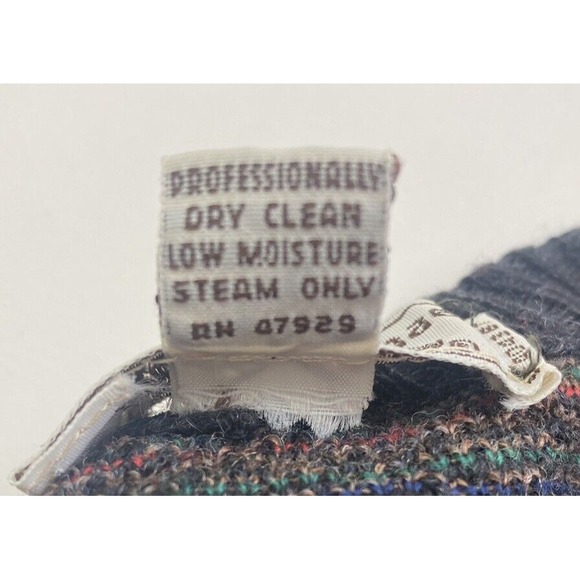 PROFESSIONALLY
DRY CLEAN
LOW MOISTURE
STEAM ONLY
RN 47929